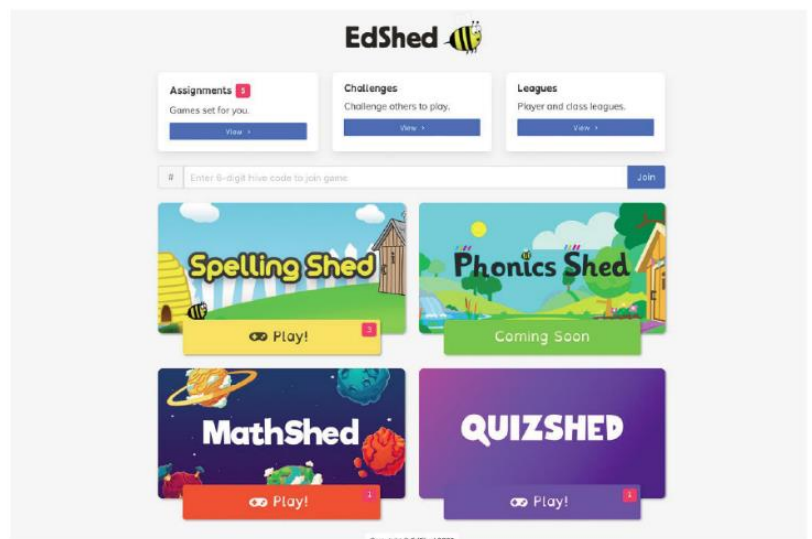 EdShed
Assignments 5
Games set for you.
View >
Challenges
Challenge others to play.
View >
Leagues
Player and class leagues.
View >
# Enter 6-digit hive code to join game
Join
Spelling Shed
Play! 3
Phonics Shed
Coming Soon
MathShed
Play! 1
QUIZSHED
Play! 1